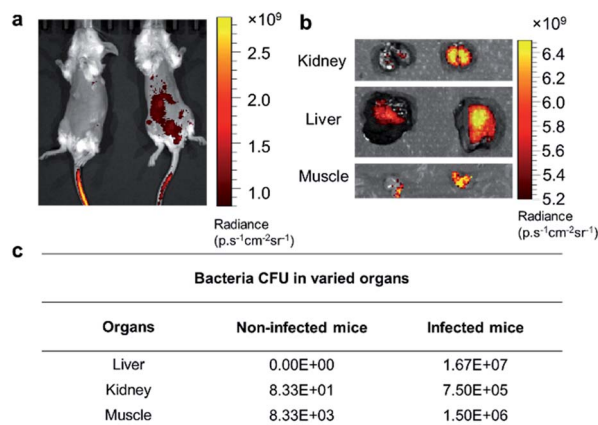 a
×10⁹
2.5
2.0
1.5
1.0
Radiance
(p.s⁻¹cm⁻²sr⁻¹)
b
Kidney
Liver
Muscle
×10⁹
6.4
6.2
6.0
5.8
5.6
5.4
5.2
Radiance
(p.s⁻¹cm⁻²sr⁻¹)
c
Bacteria CFU in varied organs
Organs Non-infected mice Infected mice
Liver 0.00E+00 1.67E+07
Kidney 8.33E+01 7.50E+05
Muscle 8.33E+03 1.50E+06